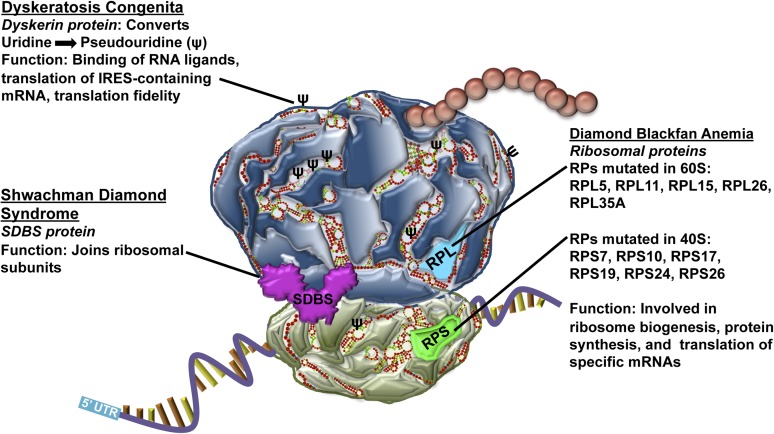 Dyskeratosis Congenita
Dyskerin protein: Converts
Uridine ➡ Pseudouridine (ψ)
Function: Binding of RNA ligands,
translation of IRES-containing
mRNA, translation fidelity
ψ
ψ
ψ
ψ ψ ψ
Diamond Blackfan Anemia
Ribosomal proteins
RPs mutated in 60S:
RPL5, RPL11, RPL15, RPL26,
RPL35A
Shwachman Diamond
Syndrome
SDBS protein
Function: Joins ribosomal
subunits
ψ
RPL
RPs mutated in 40S:
RPS7, RPS10, RPS17,
RPS19, RPS24, RPS26
SDBS
ψ
RPS
Function: Involved in
ribosome biogenesis, protein
synthesis, and translation of
specific mRNAs
5' UTR